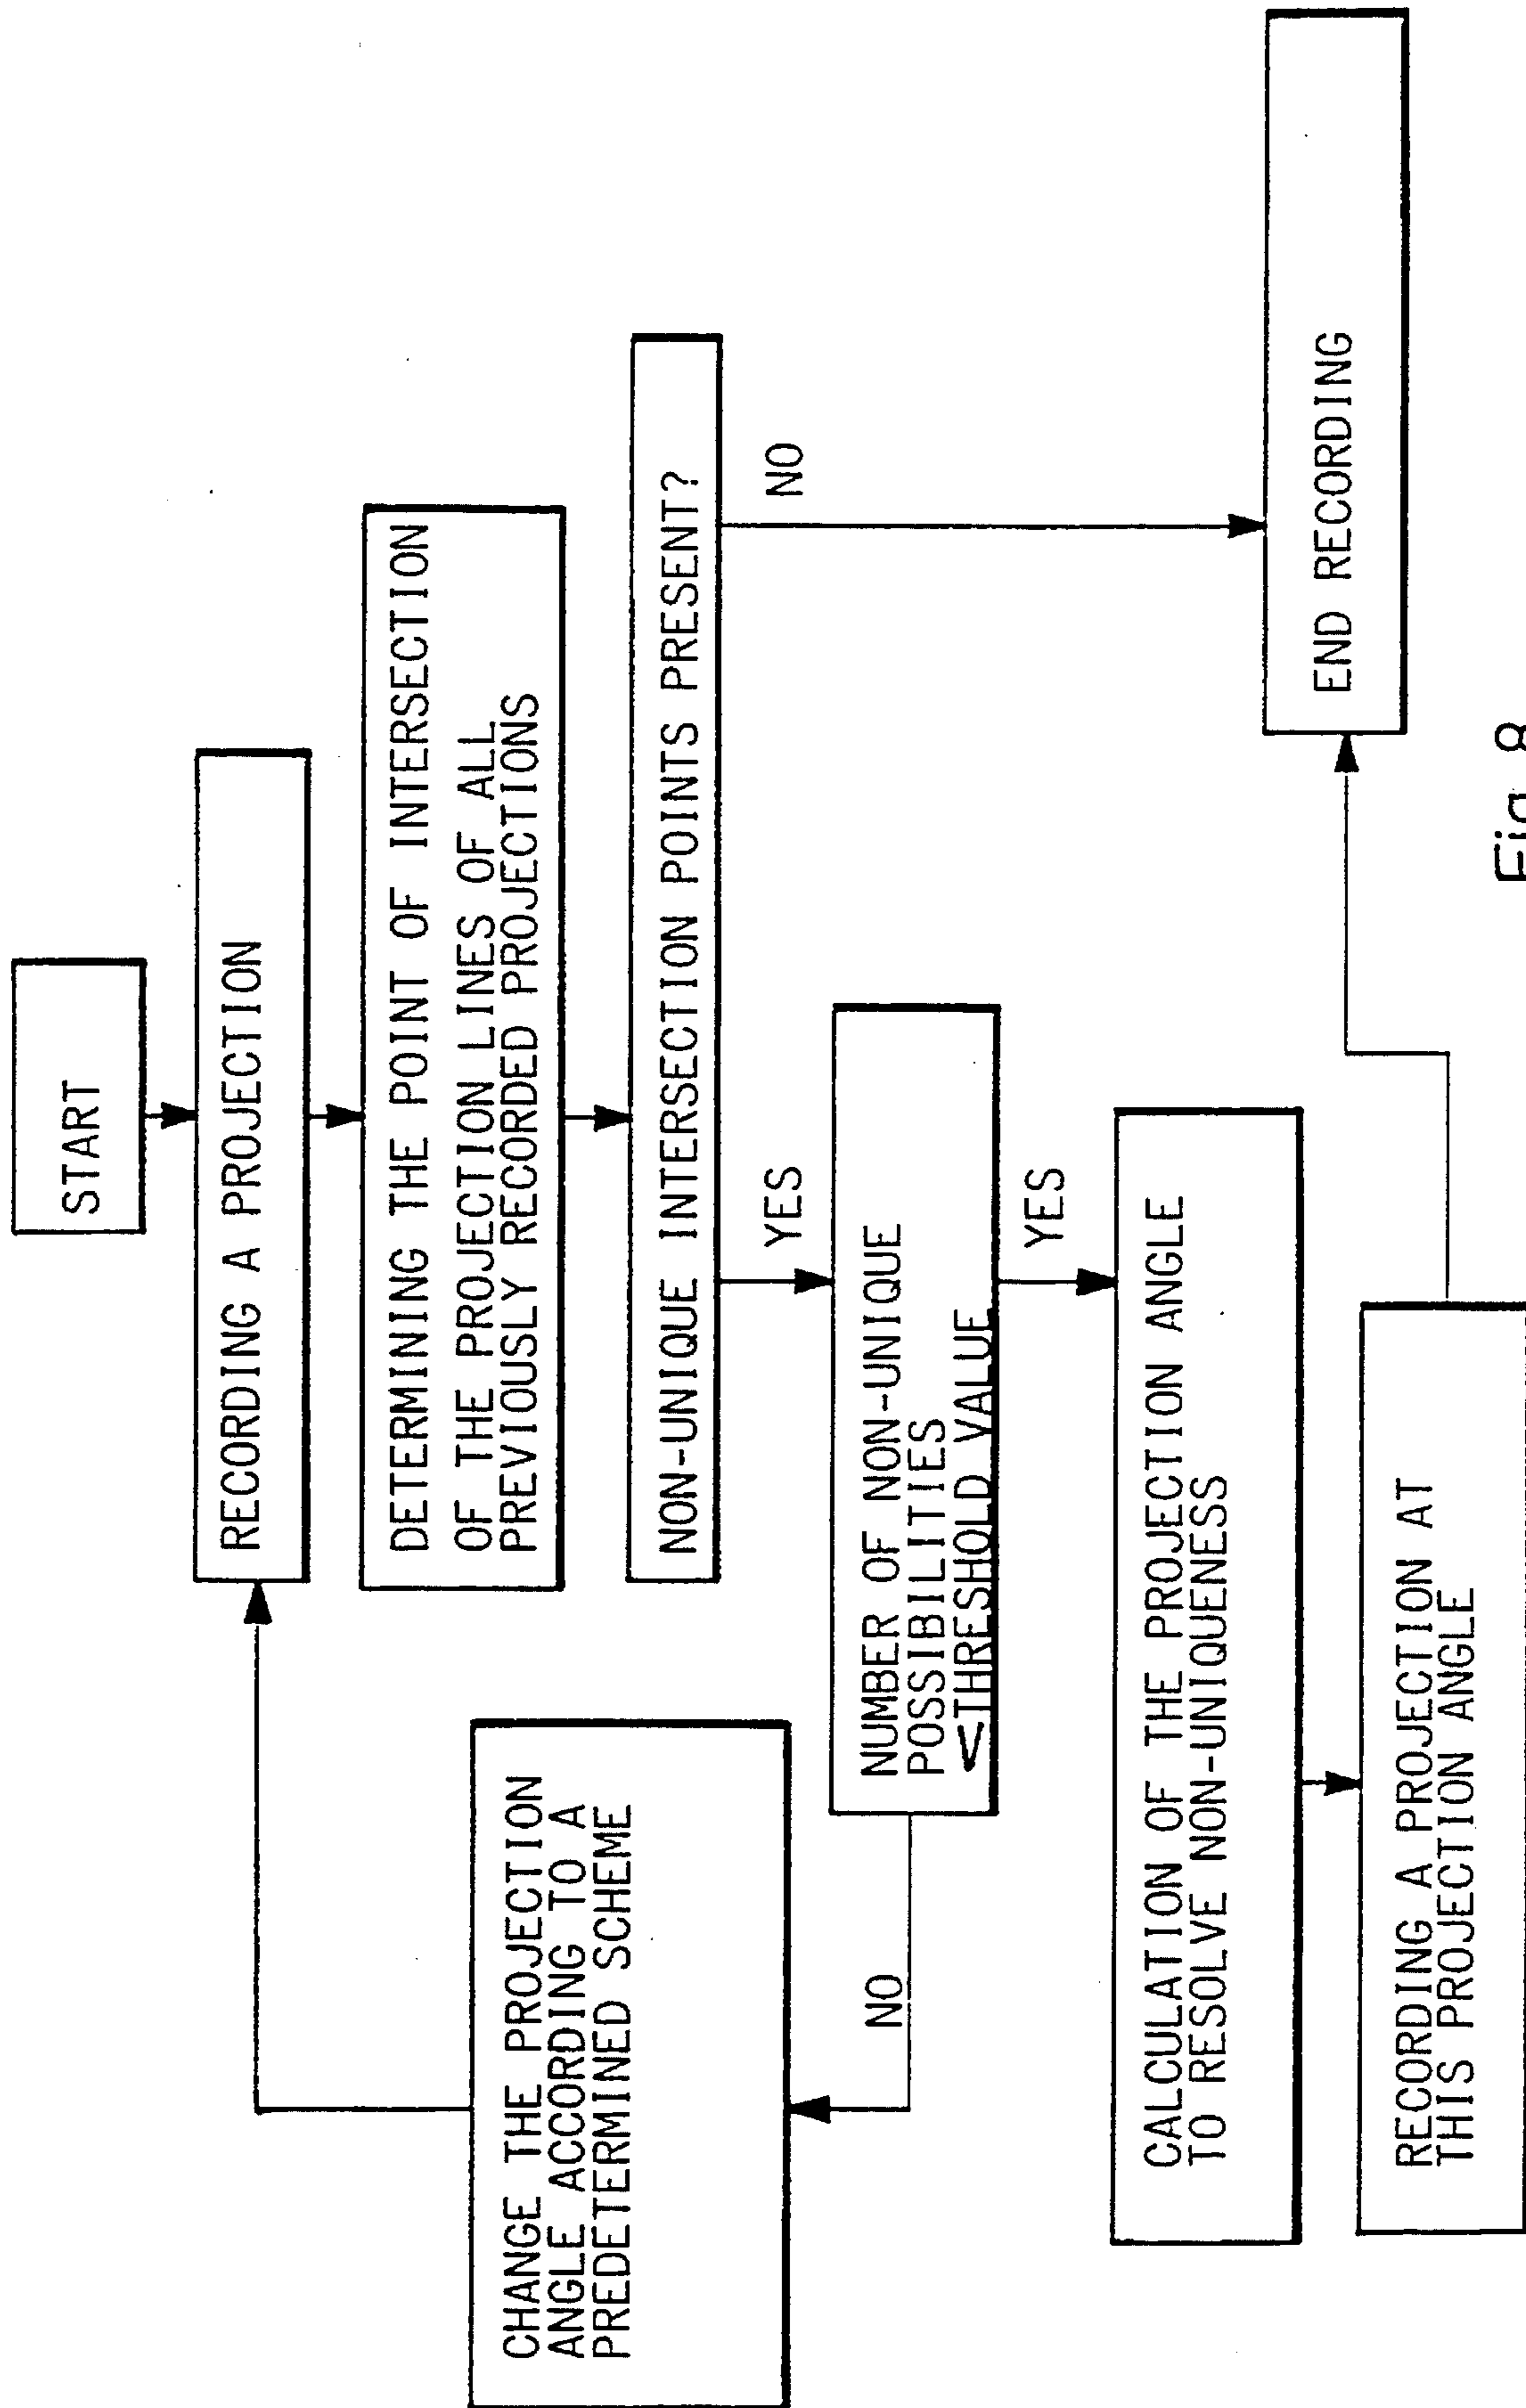 START
RECORDING A PROJECTION
DETERMINING THE POINT OF INTERSECTION
OF THE PROJECTION LINES OF ALL
PREVIOUSLY RECORDED PROJECTIONS
NON-UNIQUE INTERSECTION POINTS PRESENT?
NO
YES
CHANGE THE PROJECTION
ANGLE ACCORDING TO A
PREDETERMINED SCHEME
NUMBER OF NON-UNIQUE
POSSIBILITIES
<THRESHOLD VALUE
NO
YES
CALCULATION OF THE PROJECTION ANGLE
TO RESOLVE NON-UNIQUENESS
RECORDING A PROJECTION AT
THIS PROJECTION ANGLE
END RECORDING
Fig. 8